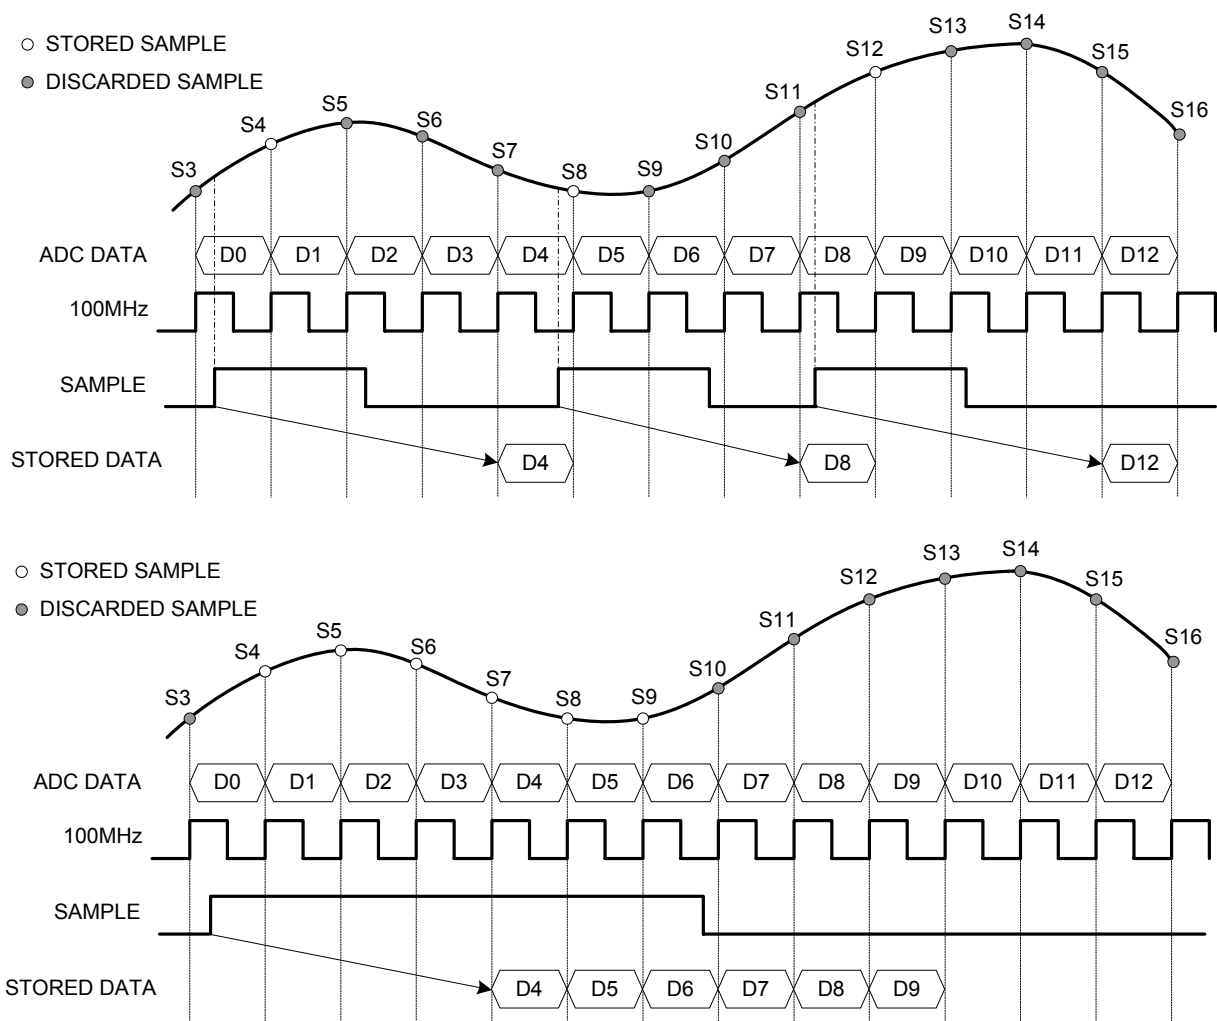 STORED SAMPLE
DISCARDED SAMPLE
S3 S4 S5 S6 S7 S8 S9 S10 S11 S12 S13 S14 S15 S16
ADC DATA D0 D1 D2 D3 D4 D5 D6 D7 D8 D9 D10 D11 D12
100MHz
SAMPLE
STORED DATA D4 D8 D12
STORED SAMPLE
DISCARDED SAMPLE
S3 S4 S5 S6 S7 S8 S9 S10 S11 S12 S13 S14 S15 S16
ADC DATA D0 D1 D2 D3 D4 D5 D6 D7 D8 D9 D10 D11 D12
100MHz
SAMPLE
STORED DATA D4 D5 D6 D7 D8 D9